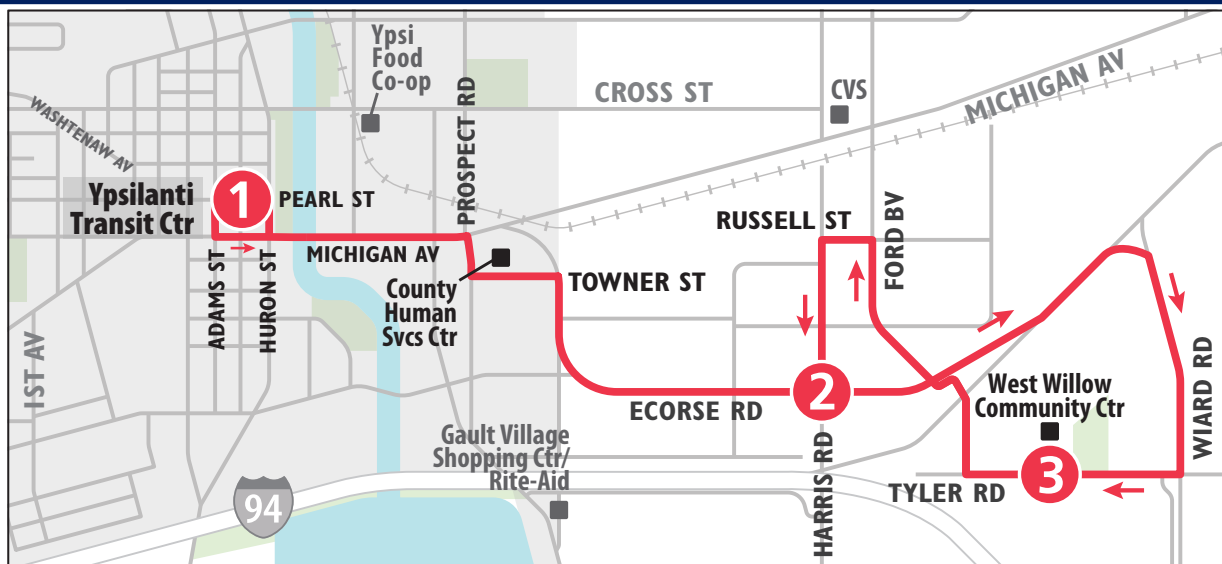 Ypsi
Food
Co-op
PROSPECT RD
CROSS ST
CVS
MICHIGAN AV
WASHTENAW AV
Ypsilanti
Transit Ctr
1
PEARL ST
MICHIGAN AV
ADAMS ST
HURON ST
1ST AV
County
Human
Svcs Ctr
TOWNER ST
RUSSELL ST
FORD BV
ECORSE RD
2
HARRIS RD
West Willow
Community Ctr
WIARD RD
Gault Village
Shopping Ctr/
Rite-Aid
TYLER RD
3
94